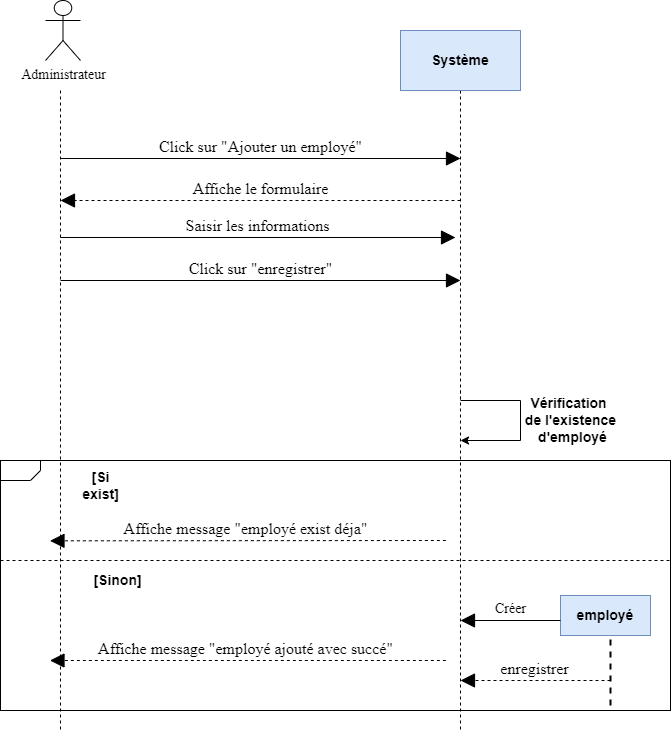 Administrateur
Système
Click sur "Ajouter un employé"
Affiche le formulaire
Saisir les informations
Click sur "enregistrer"
Vérification
de l'existence
d'employé
[Si
exist]
Affiche message "employé exist déja"
[Sinon]
Créer
employé
Affiche message "employé ajouté avec succé"
enregistrer